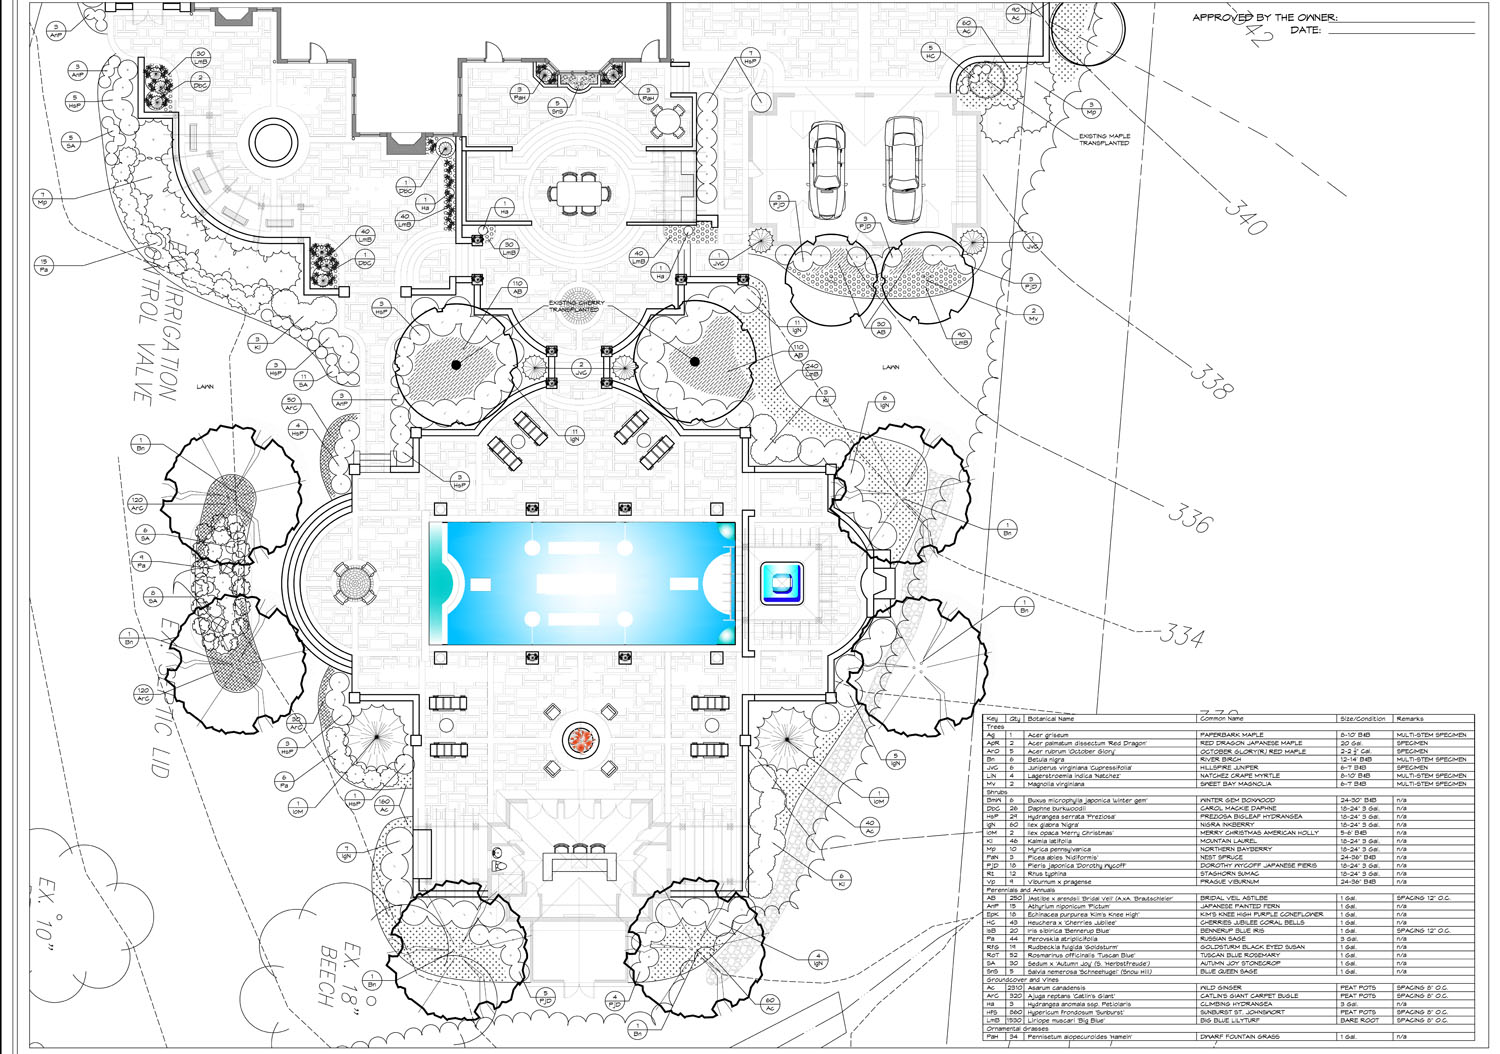 APPROVED BY THE OWNER:
DATE:
3 AnP
30 LmB
2 DbC
3 AnP
5 HsP
5 SA
7 Mp
15 Pa
40 LmB
1 DbC
1 DbC
1 Ha
40 LmB
3 PaH
5 SnS
3 PaH
7 HsP
90 Ac
60 Ac
5 HC
3 Mp
EXISTING MAPLE
TRANSPLANTED
342
340
338
336
334
1 Ha
30 LmB
40 LmB
1 Ha
1 JvC
3 PJD
3 PJD
1 JvC
3 PJD
2 Mv
30 AB
90 LmB
IRRIGATION
CONTROL VALVE
LAWN
LAWN
3 HsP
110 AB
EXISTING CHERRY
TRANSPLANTED
2 JvC
11 IgN
110 AB
240 LmB
3 Kl
6 IgN
3 Kl
3 HsP
11 SA
3 AnP
50 ArC
4 HsP
11 IgN
3 HsP
1 Bn
120 ArC
6 SA
9 Pa
6 SA
1 Bn
120 ArC
EX. SEPTIC LID
1 Bn
1 Bn
30 ArC
3 HsP
6 Pa
1 IoM
1 HsP
160 Ac
7 IgN
5 IgN
1 IoM
40 Ac
6 Kl
4 IgN
60 Ac
4 PJD
5 PJD
1 Bn
1 Bn
EX. 10"
EX. 18"
BEECH
Key Qty Botanical Name Common Name Size/Condition Remarks
Trees
Ag 1 Acer griseum PAPERBARK MAPLE 8-10' B4B MULTI-STEM SPECIMEN
ApR 2 Acer palmatum dissectum 'Red Dragon' RED DRAGON JAPANESE MAPLE 20 Gal. SPECIMEN
ArO 5 Acer rubrum 'October Glory' OCTOBER GLORY(R) RED MAPLE 2-2 ½" Cal. SPECIMEN
Bn 6 Betula nigra RIVER BIRCH 12-14' B4B MULTI-STEM SPECIMEN
JvC 6 Juniperus virginiana 'Cupressifolia' HILLSPIRE JUNIPER 6-7' B4B SPECIMEN
LIN 4 Lagerstroemia indica 'Natchez' NATCHEZ CRAPE MYRTLE 8-10' B4B MULTI-STEM SPECIMEN
Mv 2 Magnolia virginiana SWEET BAY MAGNOLIA 6-7' B4B MULTI-STEM SPECIMEN
Shrubs
BmW 6 Buxus microphylla japonica 'Winter gem' WINTER GEM BOXWOOD 24-30" B4B n/a
DbC 26 Daphne burkwoodii CAROL MACKIE DAPHNE 18-24" 3 Gal. n/a
HsP 29 Hydrangea serrata 'Preziosa' PREZIOSA BIGLEAF HYDRANGEA 18-24" 3 Gal. n/a
IgN 60 Ilex glabra 'Nigra' NIGRA INKBERRY 18-24" 3 Gal. n/a
IoM 2 Ilex opaca 'Merry Christmas' MERRY CHRISTMAS AMERICAN HOLLY 5-6' B4B n/a
Kl 46 Kalmia latifolia MOUNTAIN LAUREL 18-24" 3 Gal. n/a
Mp 10 Myrica pennsylvanica NORTHERN BAYBERRY 18-24" 3 Gal. n/a
PaN 3 Picea abies 'Nidiformis' NEST SPRUCE 24-36" B4B n/a
PJD 18 Pieris japonica 'Dorothy Wycoff' DOROTHY WYCOFF JAPANESE PIERIS 18-24" 3 Gal. n/a
Rt 12 Rhus typhina STAGHORN SUMAC 18-24" 3 Gal. n/a
Vp 9 Viburnum x pragense PRAGUE VIBURNUM 24-36" B4B n/a
Perennials and Annuals
AB 250 (Astilbe x arendsii 'Bridal Veil' (A.K.A. 'Brautschleier' BRIDAL VEIL ASTILBE 1 Gal. SPACING 12" O.C.
AnP 15 Athyrium niponicum 'Pictum' JAPANESE PAINTED FERN 1 Gal. n/a
EpK 18 Echinacea purpurea 'Kim's Knee High' KIM'S KNEE HIGH PURPLE CONEFLOWER 1 Gal. n/a
HC 43 Heuchera x 'Cherries Jubilee' CHERRIES JUBILEE CORAL BELLS 1 Gal. n/a
IsB 20 Iris sibirica 'Bennerup Blue' BENNERUP BLUE IRIS 1 Gal. SPACING 12" O.C.
Pa 44 Perovskia atriplicifolia RUSSIAN SAGE 3 Gal. n/a
RfG 19 Rudbeckia fulgida 'Goldsturm' GOLDSTURM BLACK EYED SUSAN 1 Gal. n/a
RoT 52 Rosmarinus officinalis 'Tuscan Blue' TUSCAN BLUE ROSEMARY 1 Gal. n/a
SA 30 Sedum x 'Autumn Joy' (S. 'Herbstfreude') AUTUMN JOY STONECROP 1 Gal. n/a
SnS 5 Salvia nemerosa 'Schneehugel' (Snow Hill) BLUE QUEEN SAGE 1 Gal. n/a
Groundcover and Vines
Ac 2310 Asarum canadensis WILD GINGER PEAT POTS SPACING 8" O.C.
ArC 320 Ajuga reptans 'Catlin's Giant' CATLIN'S GIANT CARPET BUGLE PEAT POTS SPACING 8" O.C.
Ha 3 Hydrangea anomala ssp. Petiolaris CLIMBING HYDRANGEA 3 Gal. n/a
HFS 360 Hypericum frondosum 'Sunburst' SUNBURST ST. JOHNSWORT PEAT POTS SPACING 8" O.C.
LmB 1530 Liriope muscari 'Big Blue' BIG BLUE LILYTURF BARE ROOT SPACING 6" O.C.
Ornamental Grasses
PaH 34 Pennisetum alopecuroides 'Hameln' DWARF FOUNTAIN GRASS 1 Gal. n/a